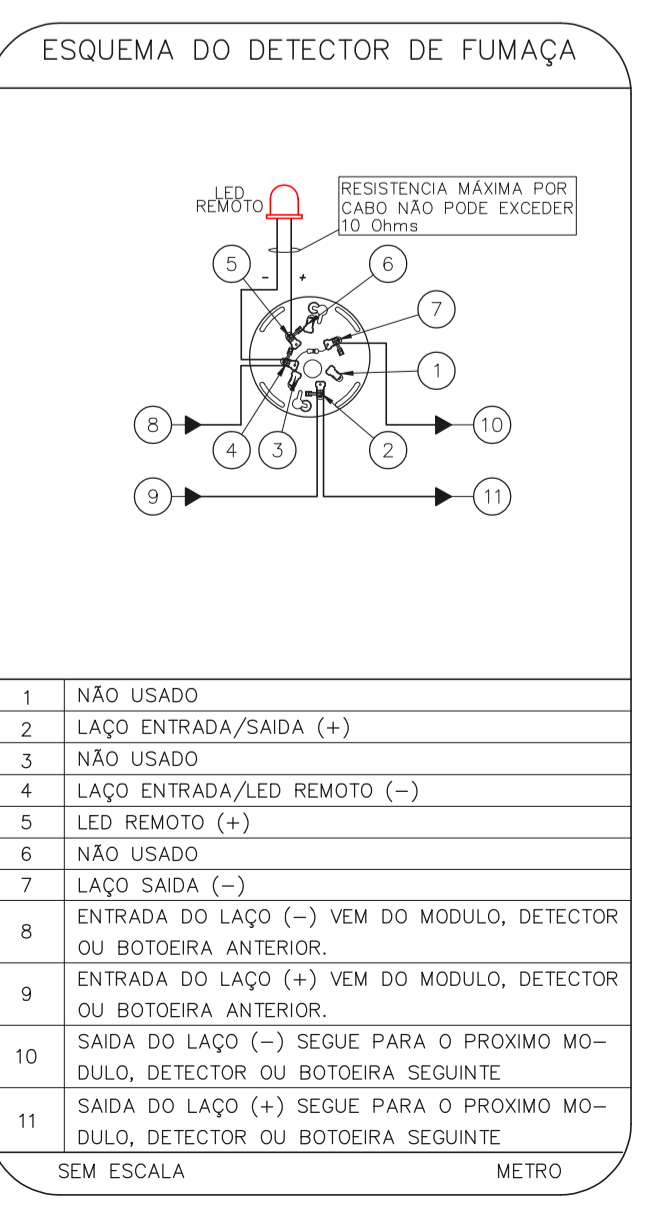 ESQUEMA DO DETECTOR DE FUMAÇA
LED
REMOTO
RESISTENCIA MÁXIMA POR
CABO NÃO PODE EXCEDER
10 Ohms
5
6
- +
7
1
8
10
4
3
2
9
11
1 NÃO USADO
2 LAÇO ENTRADA/SAIDA (+)
3 NÃO USADO
4 LAÇO ENTRADA/LED REMOTO (-)
5 LED REMOTO (+)
6 NÃO USADO
7 LAÇO SAIDA (-)
8 ENTRADA DO LAÇO (-) VEM DO MODULO, DETECTOR
OU BOTOEIRA ANTERIOR.
9 ENTRADA DO LAÇO (+) VEM DO MODULO, DETECTOR
OU BOTOEIRA ANTERIOR.
10 SAIDA DO LAÇO (-) SEGUE PARA O PROXIMO MO-
DULO, DETECTOR OU BOTOEIRA SEGUINTE
11 SAIDA DO LAÇO (+) SEGUE PARA O PROXIMO MO-
DULO, DETECTOR OU BOTOEIRA SEGUINTE
SEM ESCALA METRO